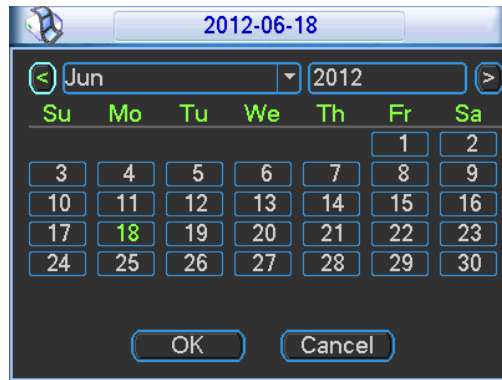 2012-06-18
< Jun 2012 >
Su Mo Tu We Th Fr Sa
1 2
3 4 5 6 7 8 9
10 11 12 13 14 15 16
17 18 19 20 21 22 23
24 25 26 27 28 29 30
OK Cancel